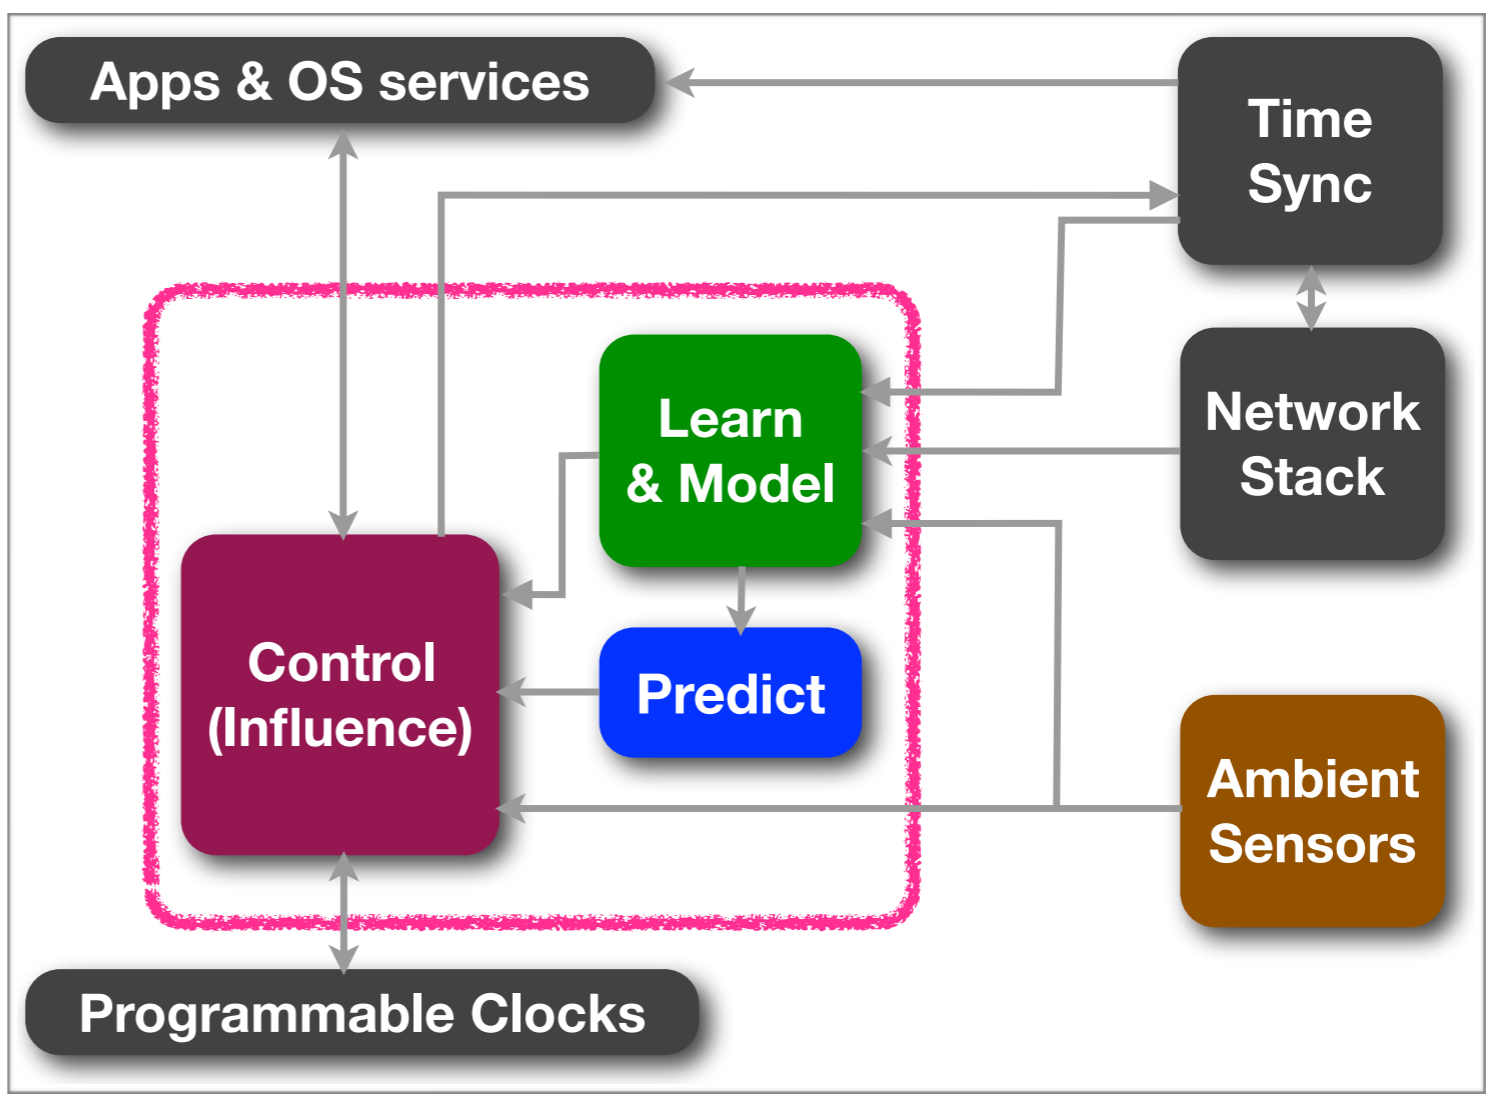 Apps & OS services
Time
Sync
Learn
& Model
Network
Stack
Control
(Influence)
Predict
Ambient
Sensors
Programmable Clocks